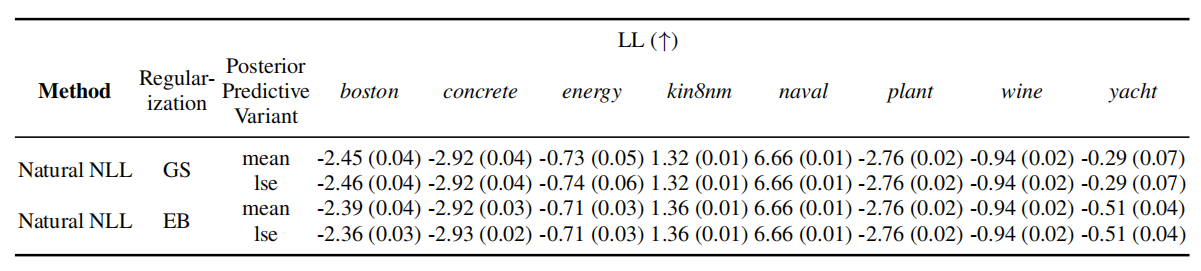 LL (↑)
Method Regular-ization Posterior Predictive Variant boston concrete energy kin8nm naval plant wine yacht
Natural NLL GS mean -2.45 (0.04) -2.92 (0.04) -0.73 (0.05) 1.32 (0.01) 6.66 (0.01) -2.76 (0.02) -0.94 (0.02) -0.29 (0.07)
lse -2.46 (0.04) -2.92 (0.04) -0.74 (0.06) 1.32 (0.01) 6.66 (0.01) -2.76 (0.02) -0.94 (0.02) -0.29 (0.07)
Natural NLL EB mean -2.39 (0.04) -2.92 (0.03) -0.71 (0.03) 1.36 (0.01) 6.66 (0.01) -2.76 (0.02) -0.94 (0.02) -0.51 (0.04)
lse -2.36 (0.03) -2.93 (0.02) -0.71 (0.03) 1.36 (0.01) 6.66 (0.01) -2.76 (0.02) -0.94 (0.02) -0.51 (0.04)